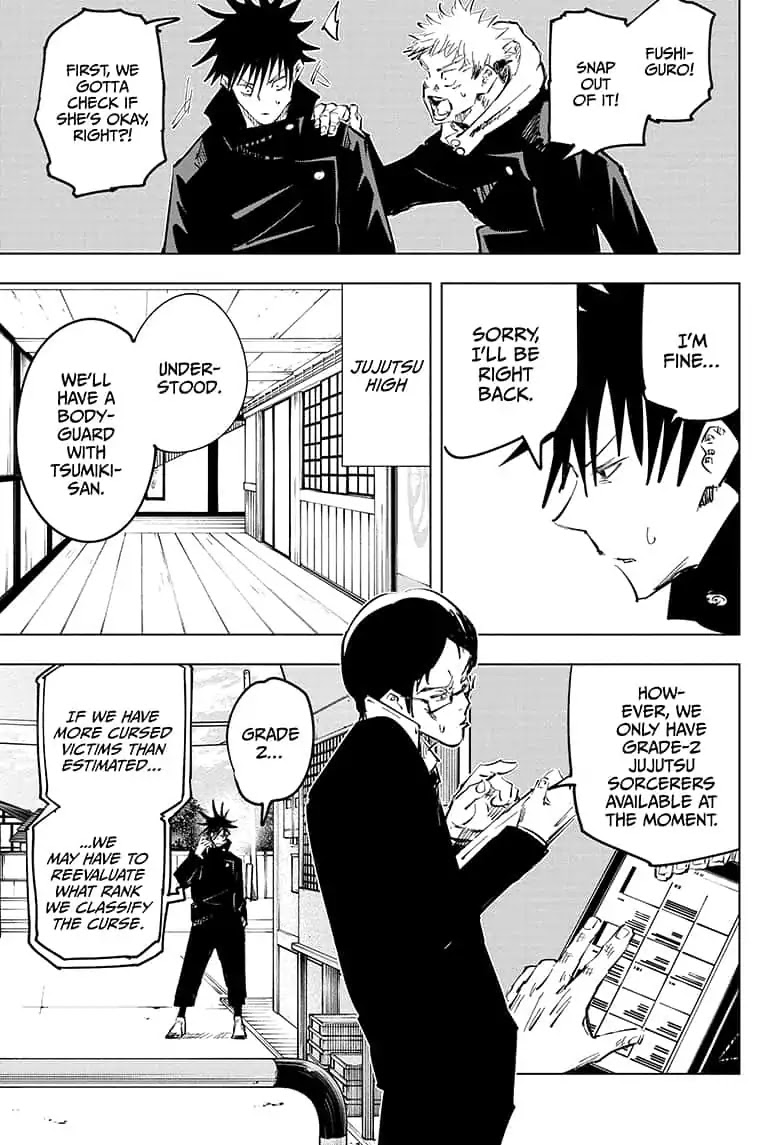 FUSHI-
GURO!
SNAP
OUT
OF IT!
FIRST, WE
GOTTA
CHECK IF
SHE'S OKAY,
RIGHT?!
I'M
FINE...
SORRY,
I'LL BE
RIGHT
BACK.
JUJUTSU
HIGH
UNDER-
STOOD.
WE'LL
HAVE A
BODY-
GUARD
WITH
TSUMIKI-
SAN.
HOW-
EVER, WE
ONLY HAVE
GRADE-2
JUJUTSU
SORCERERS
AVAILABLE AT
THE MOMENT.
GRADE
2...
IF WE HAVE
MORE CURSED
VICTIMS THAN
ESTIMATED...
...WE
MAY HAVE TO
REEVALUATE
WHAT RANK
WE CLASSIFY
THE CURSE.